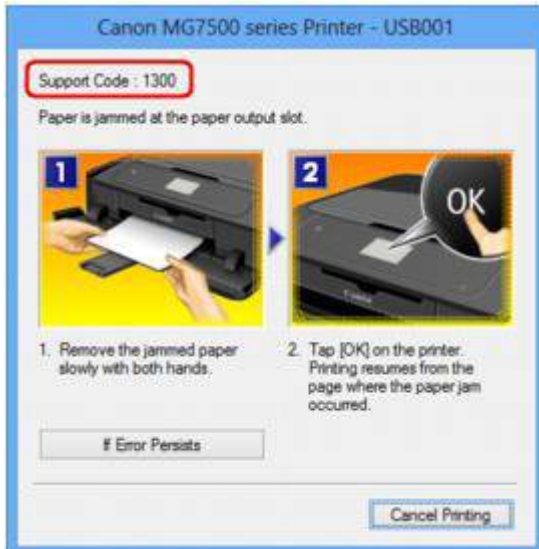 Canon MG7500 series Printer - USB001
Support Code : 1300
Paper is jammed at the paper output slot.
1
2
OK
Canon
1. Remove the jammed paper
slowly with both hands.
2. Tap [OK] on the printer.
Printing resumes from the
page where the paper jam
occurred.
If Error Persists
Cancel Printing